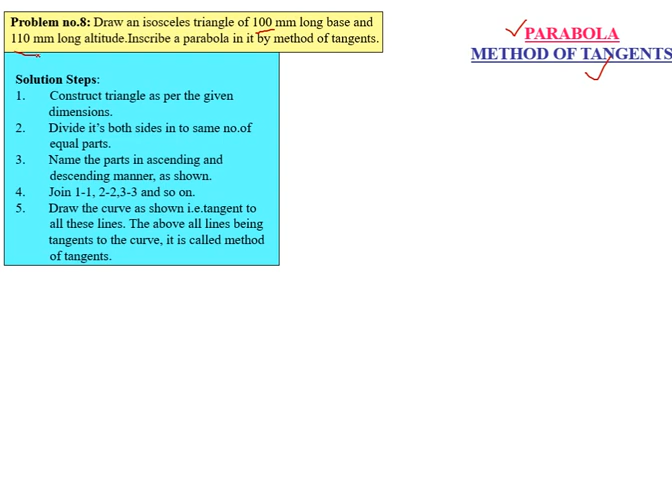 Problem no.8: Draw an isosceles triangle of 100 mm long base and
110 mm long altitude.Inscribe a parabola in it by method of tangents.
PARABOLA
METHOD OF TANGENTS
Solution Steps:
1. Construct triangle as per the given
dimensions.
2. Divide it's both sides in to same no.of
equal parts.
3. Name the parts in ascending and
descending manner, as shown.
4. Join 1-1, 2-2,3-3 and so on.
5. Draw the curve as shown i.e.tangent to
all these lines. The above all lines being
tangents to the curve, it is called method
of tangents.